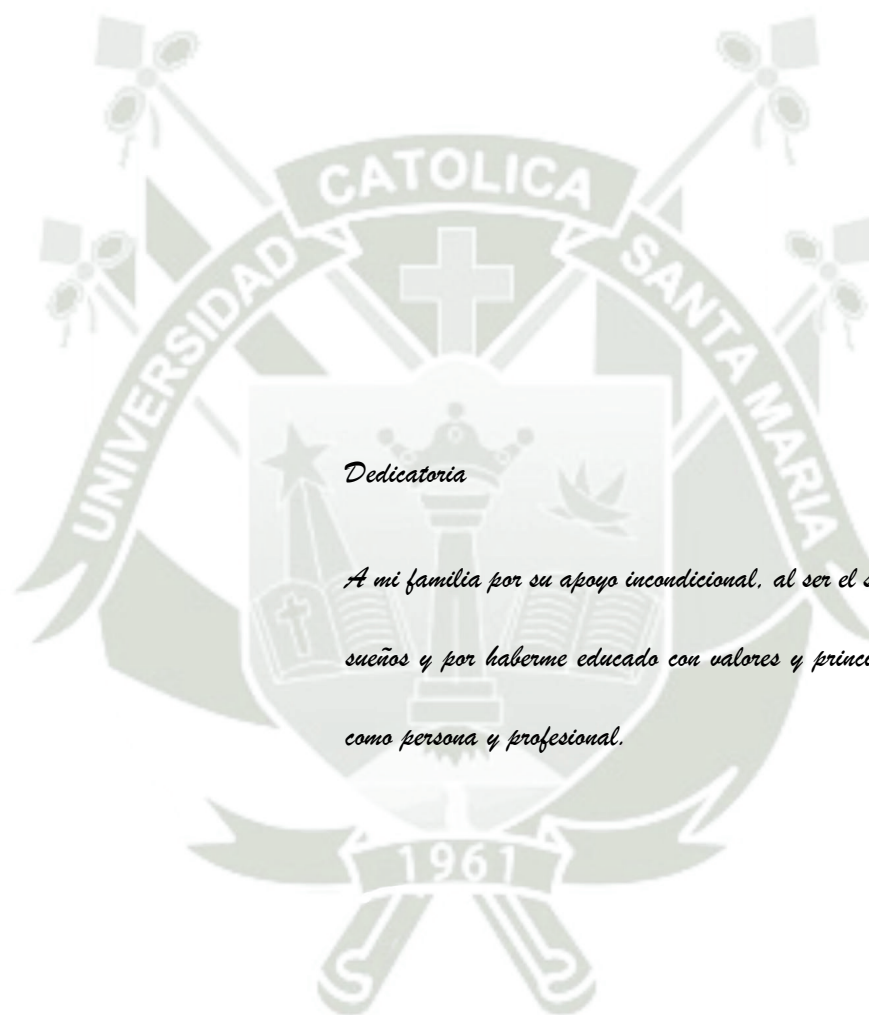 UNIVERSIDAD CATOLICA SANTA MARIA
Dedicatoria
A mi familia por su apoyo incondicional, al ser el
sueños y por haberme educado con valores y
como persona y profesional.
1961